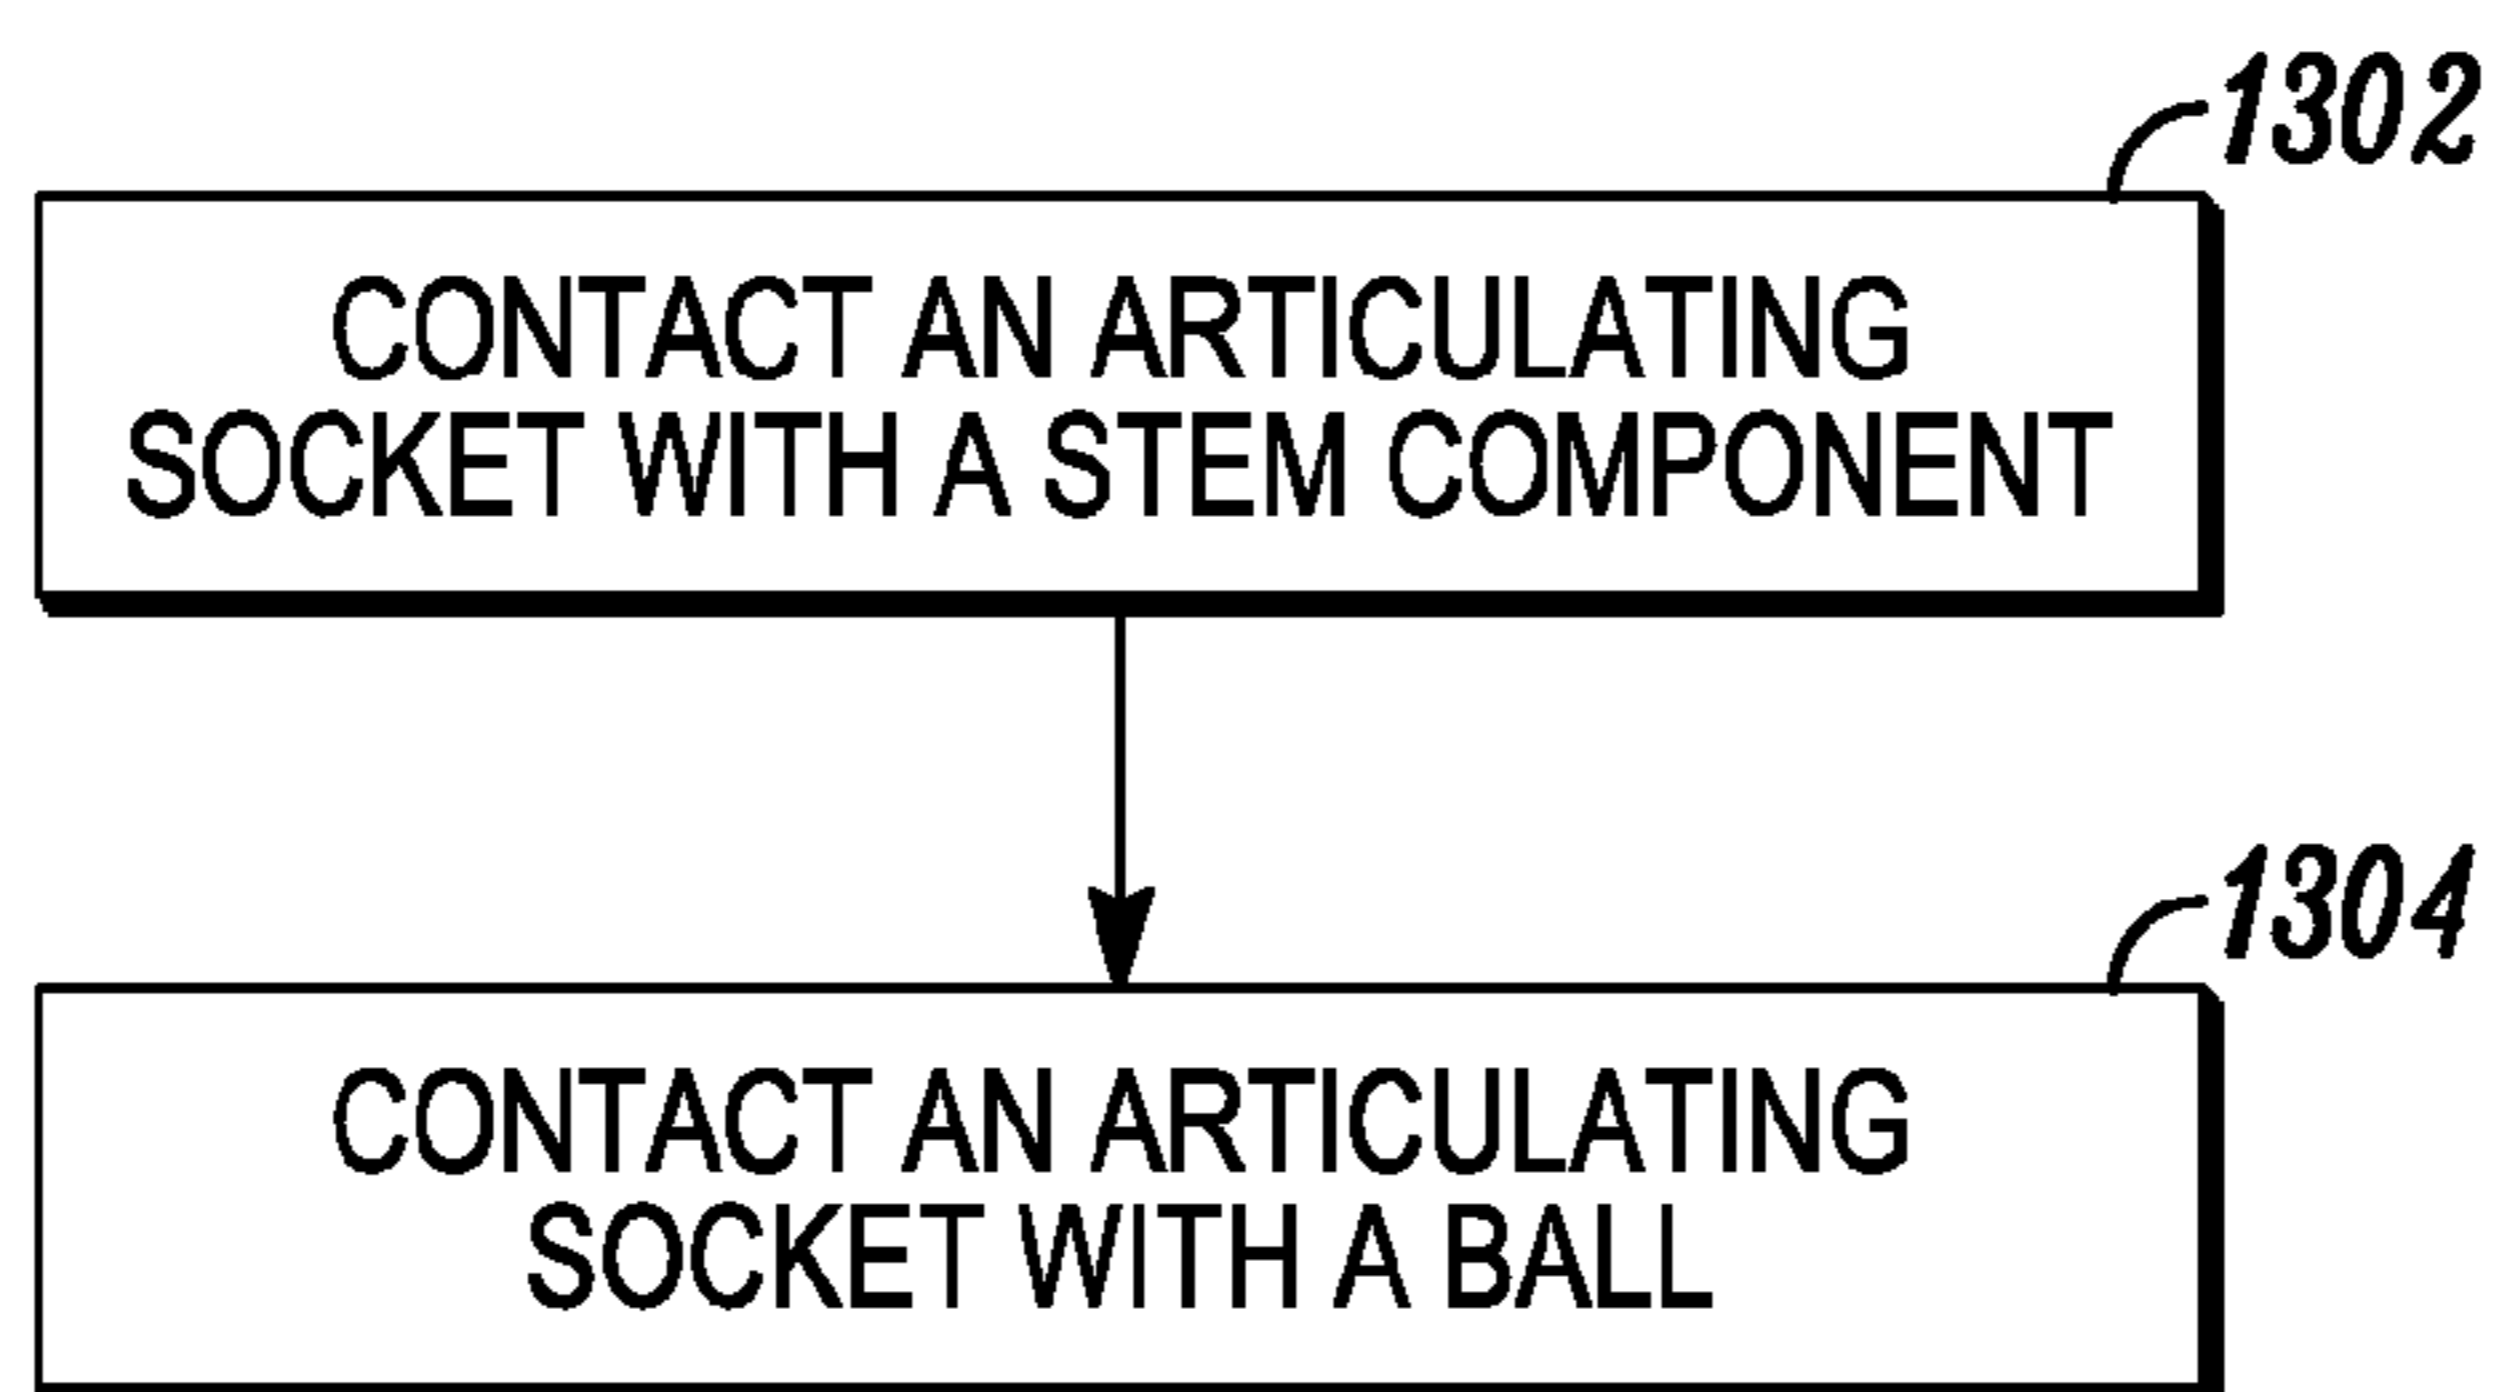 1302
CONTACT AN ARTICULATING
SOCKET WITH A STEM COMPONENT
1304
CONTACT AN ARTICULATING
SOCKET WITH A BALL